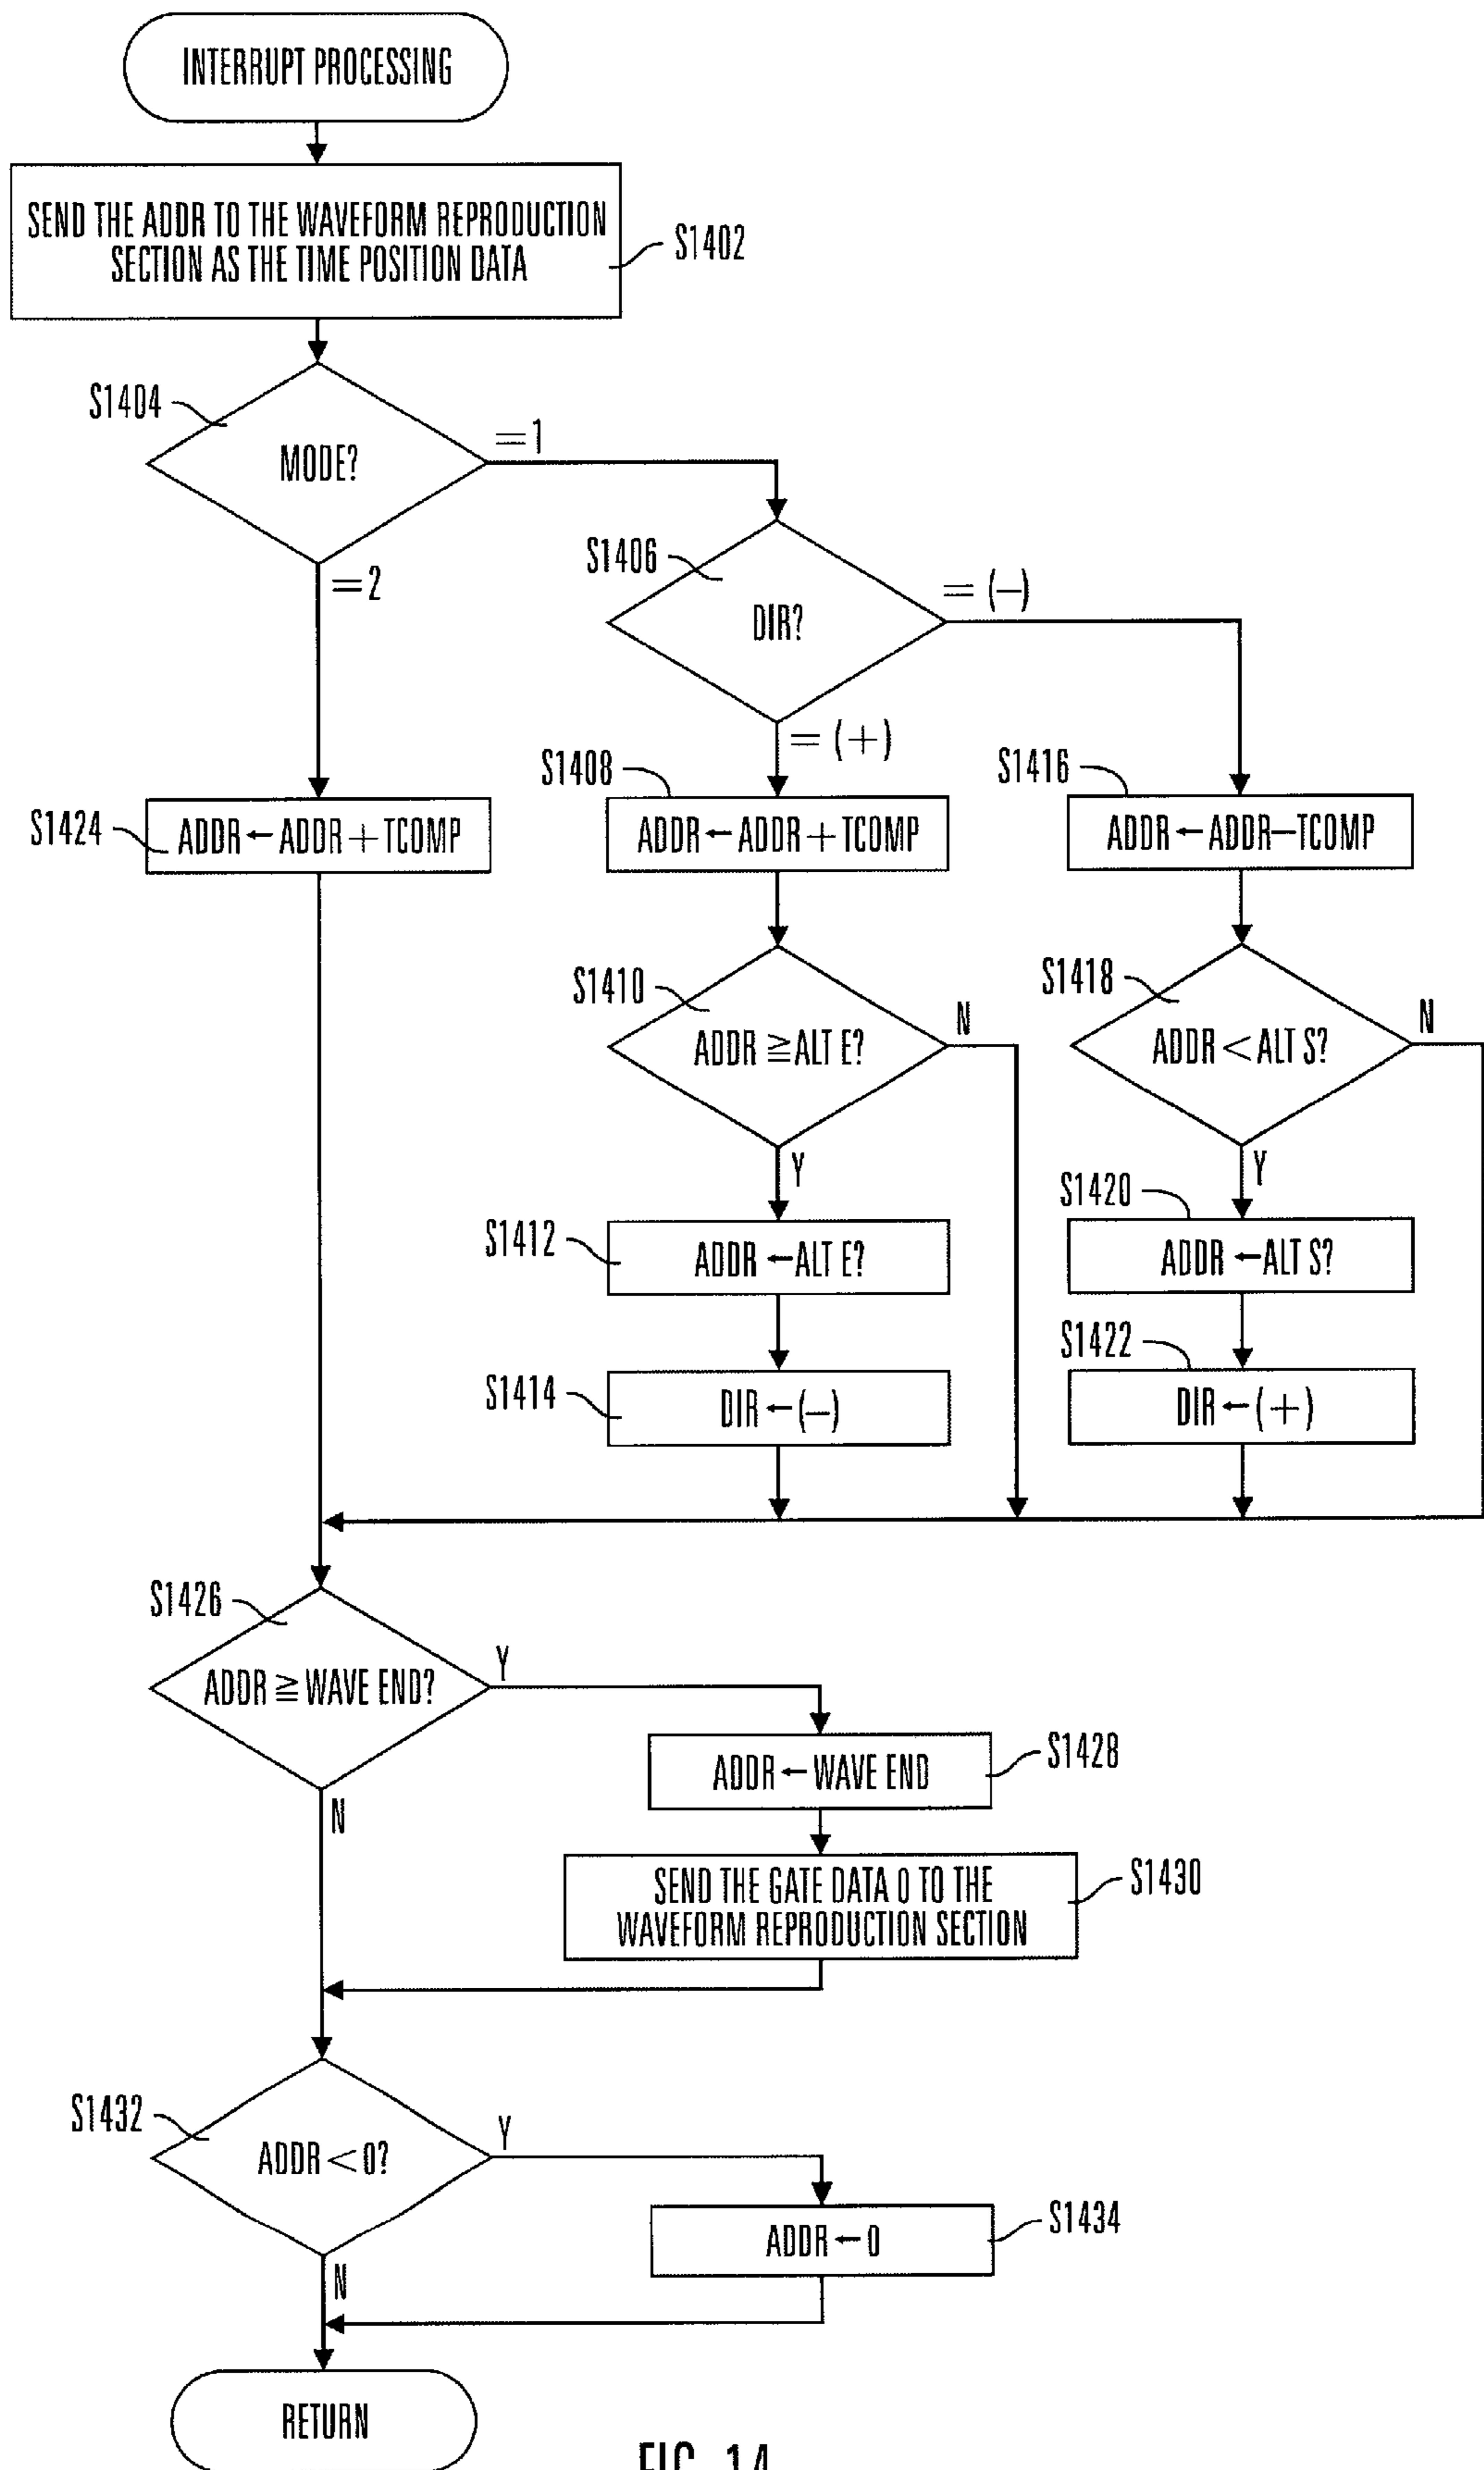 INTERRUPT PROCESSING
SEND THE ADDR TO THE WAVEFORM REPRODUCTION
SECTION AS THE TIME POSITION DATA
S1402
S1404
MODE?
=1
=2
S1406
DIR?
= (−)
= (+)
S1424
ADDR ← ADDR + TCOMP
S1408
ADDR ← ADDR + TCOMP
S1416
ADDR ← ADDR−TCOMP
S1410
ADDR ≧ ALT E?
N
Y
S1418
ADDR < ALT S?
N
Y
S1412
ADDR ← ALT E?
S1420
ADDR ← ALT S?
S1414
DIR ← (−)
S1422
DIR ← (+)
S1426
ADDR ≧ WAVE END?
Y
N
ADDR ← WAVE END
S1428
SEND THE GATE DATA 0 TO THE
WAVEFORM REPRODUCTION SECTION
S1430
S1432
ADDR < 0?
Y
N
ADDR ← 0
S1434
RETURN
FIG. 14